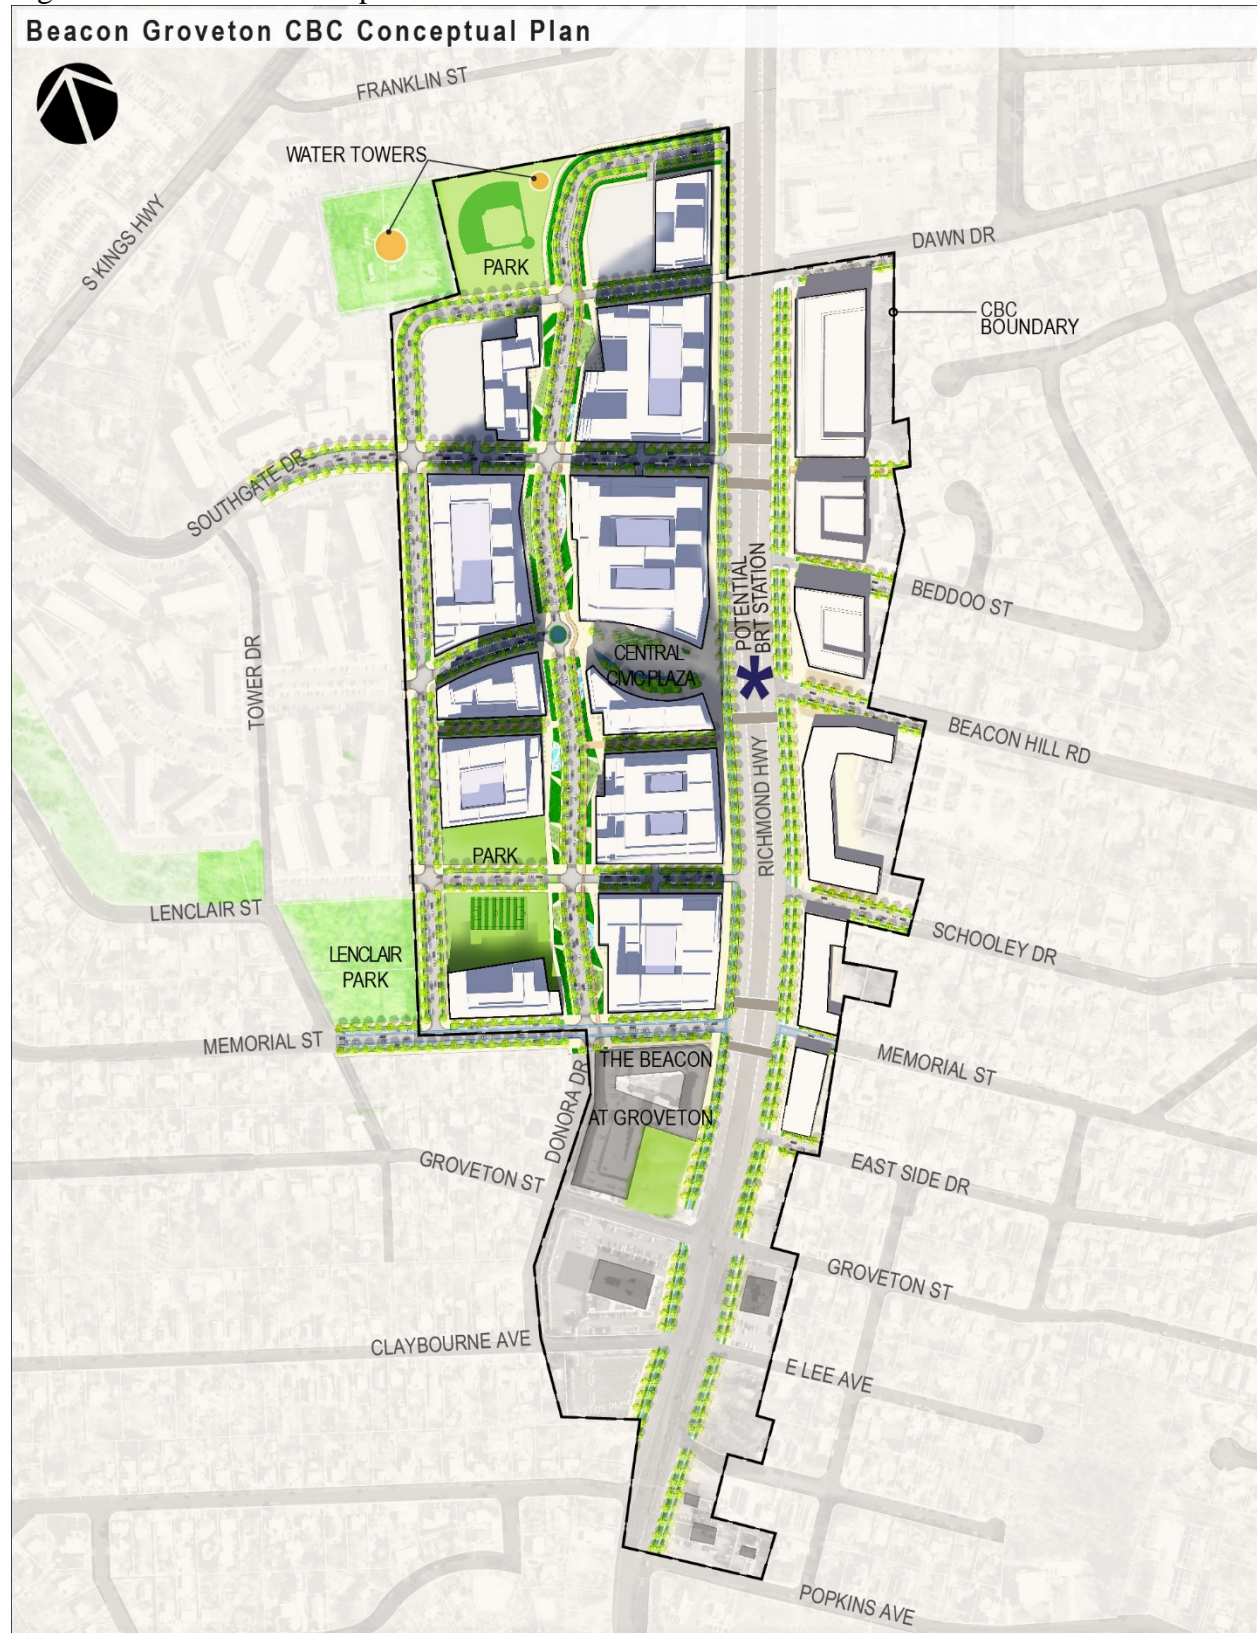 Beacon Groveton CBC Conceptual Plan
FRANKLIN ST
WATER TOWERS
S KINGS HWY
DAWN DR
PARK
CBC
BOUNDARY
SOUTHGATE DR
POTENTIAL
BRT STATION
BEDDOO ST
TOWER DR
CENTRAL
CIVIC PLAZA
BEACON HILL RD
RICHMOND HWY
PARK
LENCLAIR ST
SCHOOLEY DR
LENCLAIR
PARK
MEMORIAL ST
MEMORIAL ST
THE BEACON
AT GROVETON
DONORA DR
GROVETON ST
EAST SIDE DR
GROVETON ST
CLAYBOURNE AVE
E LEE AVE
POPKINS AVE